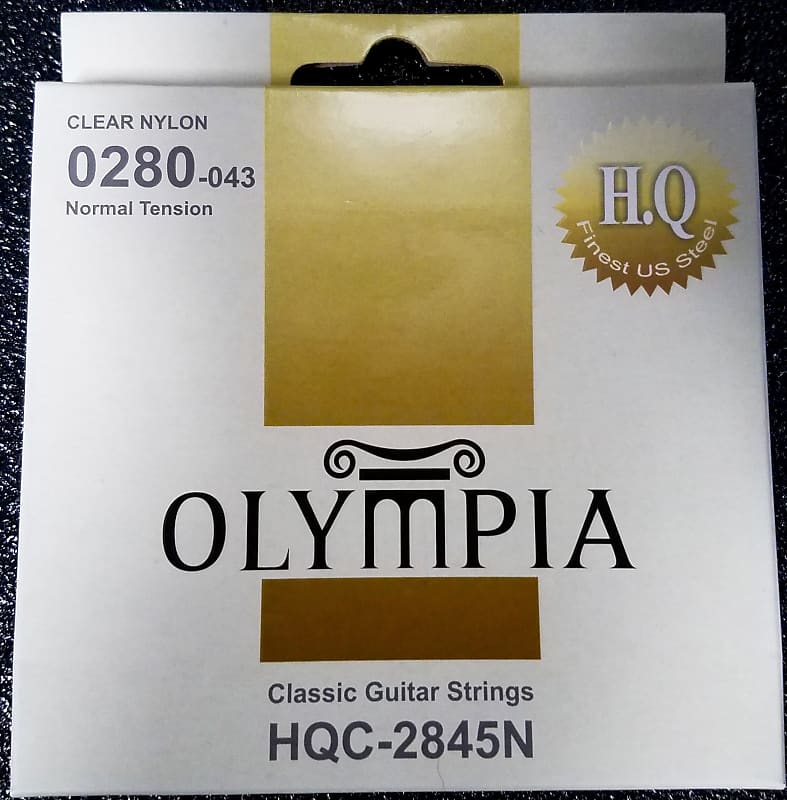 CLEAR NYLON
0280-043
Normal Tension
H.Q
Finest US Steel
OLYMPIA
Classic Guitar Strings
HQC-2845N